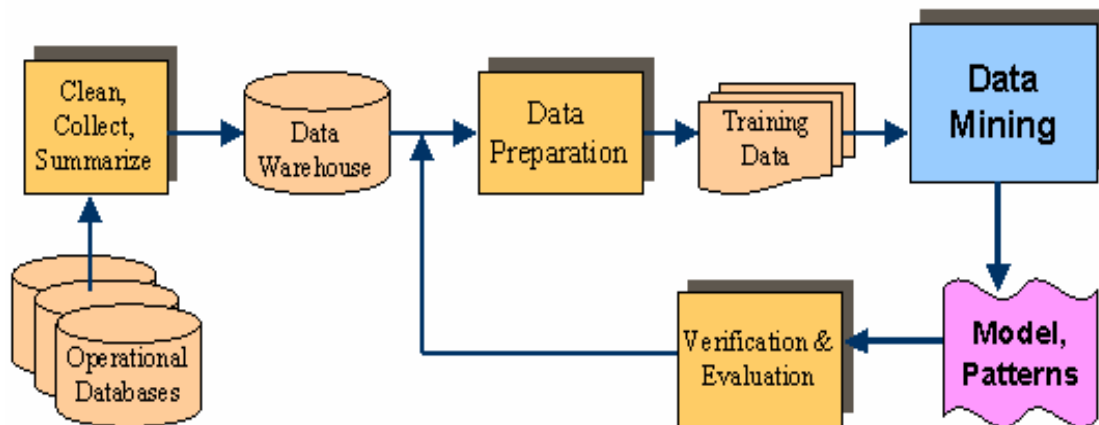 Clean,
Collect,
Summarize
Data
Warehouse
Data
Preparation
Training
Data
Data
Mining
Operational
Databases
Verification &
Evaluation
Model,
Patterns